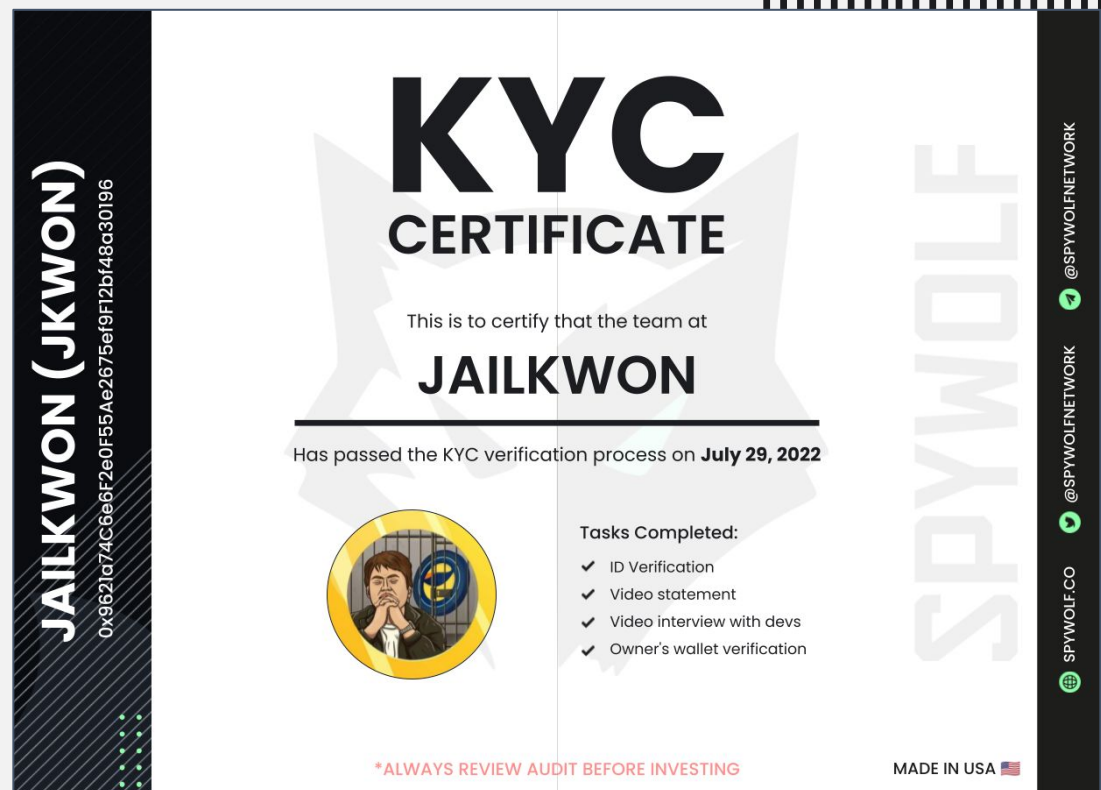 JAILKWON (JKWON)
0x9621a74C6e6F2e0F55Ae2675ef9F12bf48a30196
KYC
CERTIFICATE
This is to certify that the team at
JAILKWON
Has passed the KYC verification process on July 29, 2022
Tasks Completed:
ID Verification
Video statement
Video interview with devs
Owner's wallet verification
*ALWAYS REVIEW AUDIT BEFORE INVESTING
MADE IN USA
SPYWOLF
SPYWOLF.CO
@SPYWOLFNETWORK
@SPYWOLFNETWORK